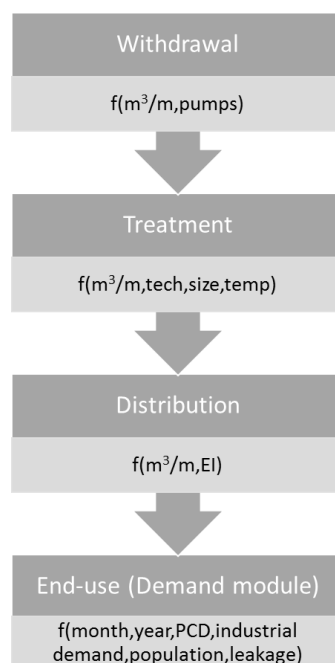 Withdrawal
f(m³/m,pumps)
Treatment
f(m³/m,tech,size,temp)
Distribution
f(m³/m,EI)
End-use (Demand module)
f(month,year,PCD,industrial
demand,population,leakage)